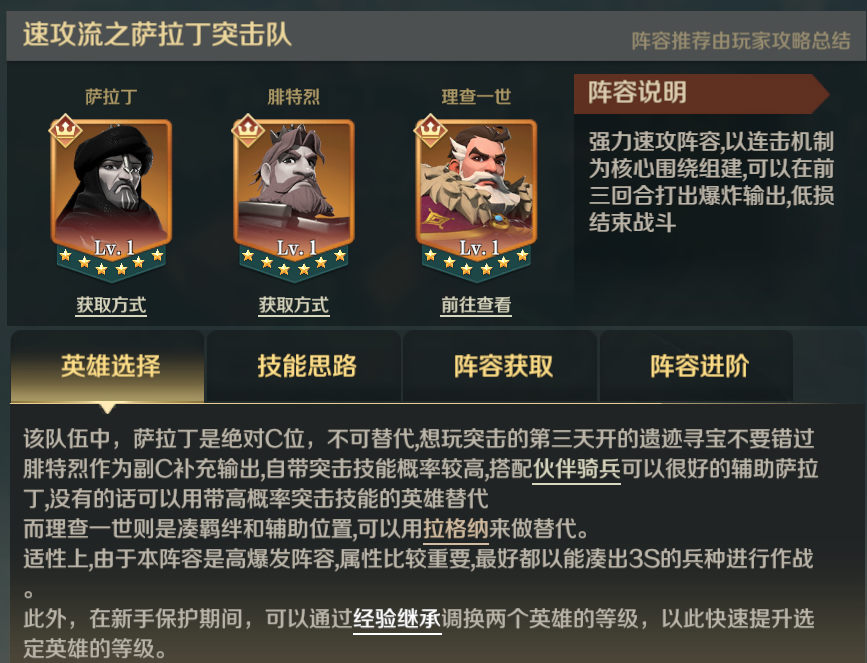 速攻流之萨拉丁突击队
阵容推荐由玩家攻略总结
萨拉丁
腓特烈
理查一世
Lv. 1
Lv. 1
Lv. 1
获取方式
获取方式
前往查看
阵容说明
强力速攻阵容,以连击机制
为核心围绕组建,可以在前
三回合打出爆炸输出,低损
结束战斗
英雄选择
技能思路
阵容获取
阵容进阶
该队伍中，萨拉丁是绝对C位，不可替代,想玩突击的第三天开的遗迹寻宝不要错过
腓特烈作为副C补充输出,自带突击技能概率较高,搭配伙伴骑兵可以很好的辅助萨拉
丁,没有的话可以用带高概率突击技能的英雄替代
而理查一世则是凑羁绊和辅助位置,可以用拉格纳来做替代。
适性上,由于本阵容是高爆发阵容,属性比较重要,最好都以能凑出3S的兵种进行作战
。
此外，在新手保护期间，可以通过经验继承调换两个英雄的等级，以此快速提升选
定英雄的等级。